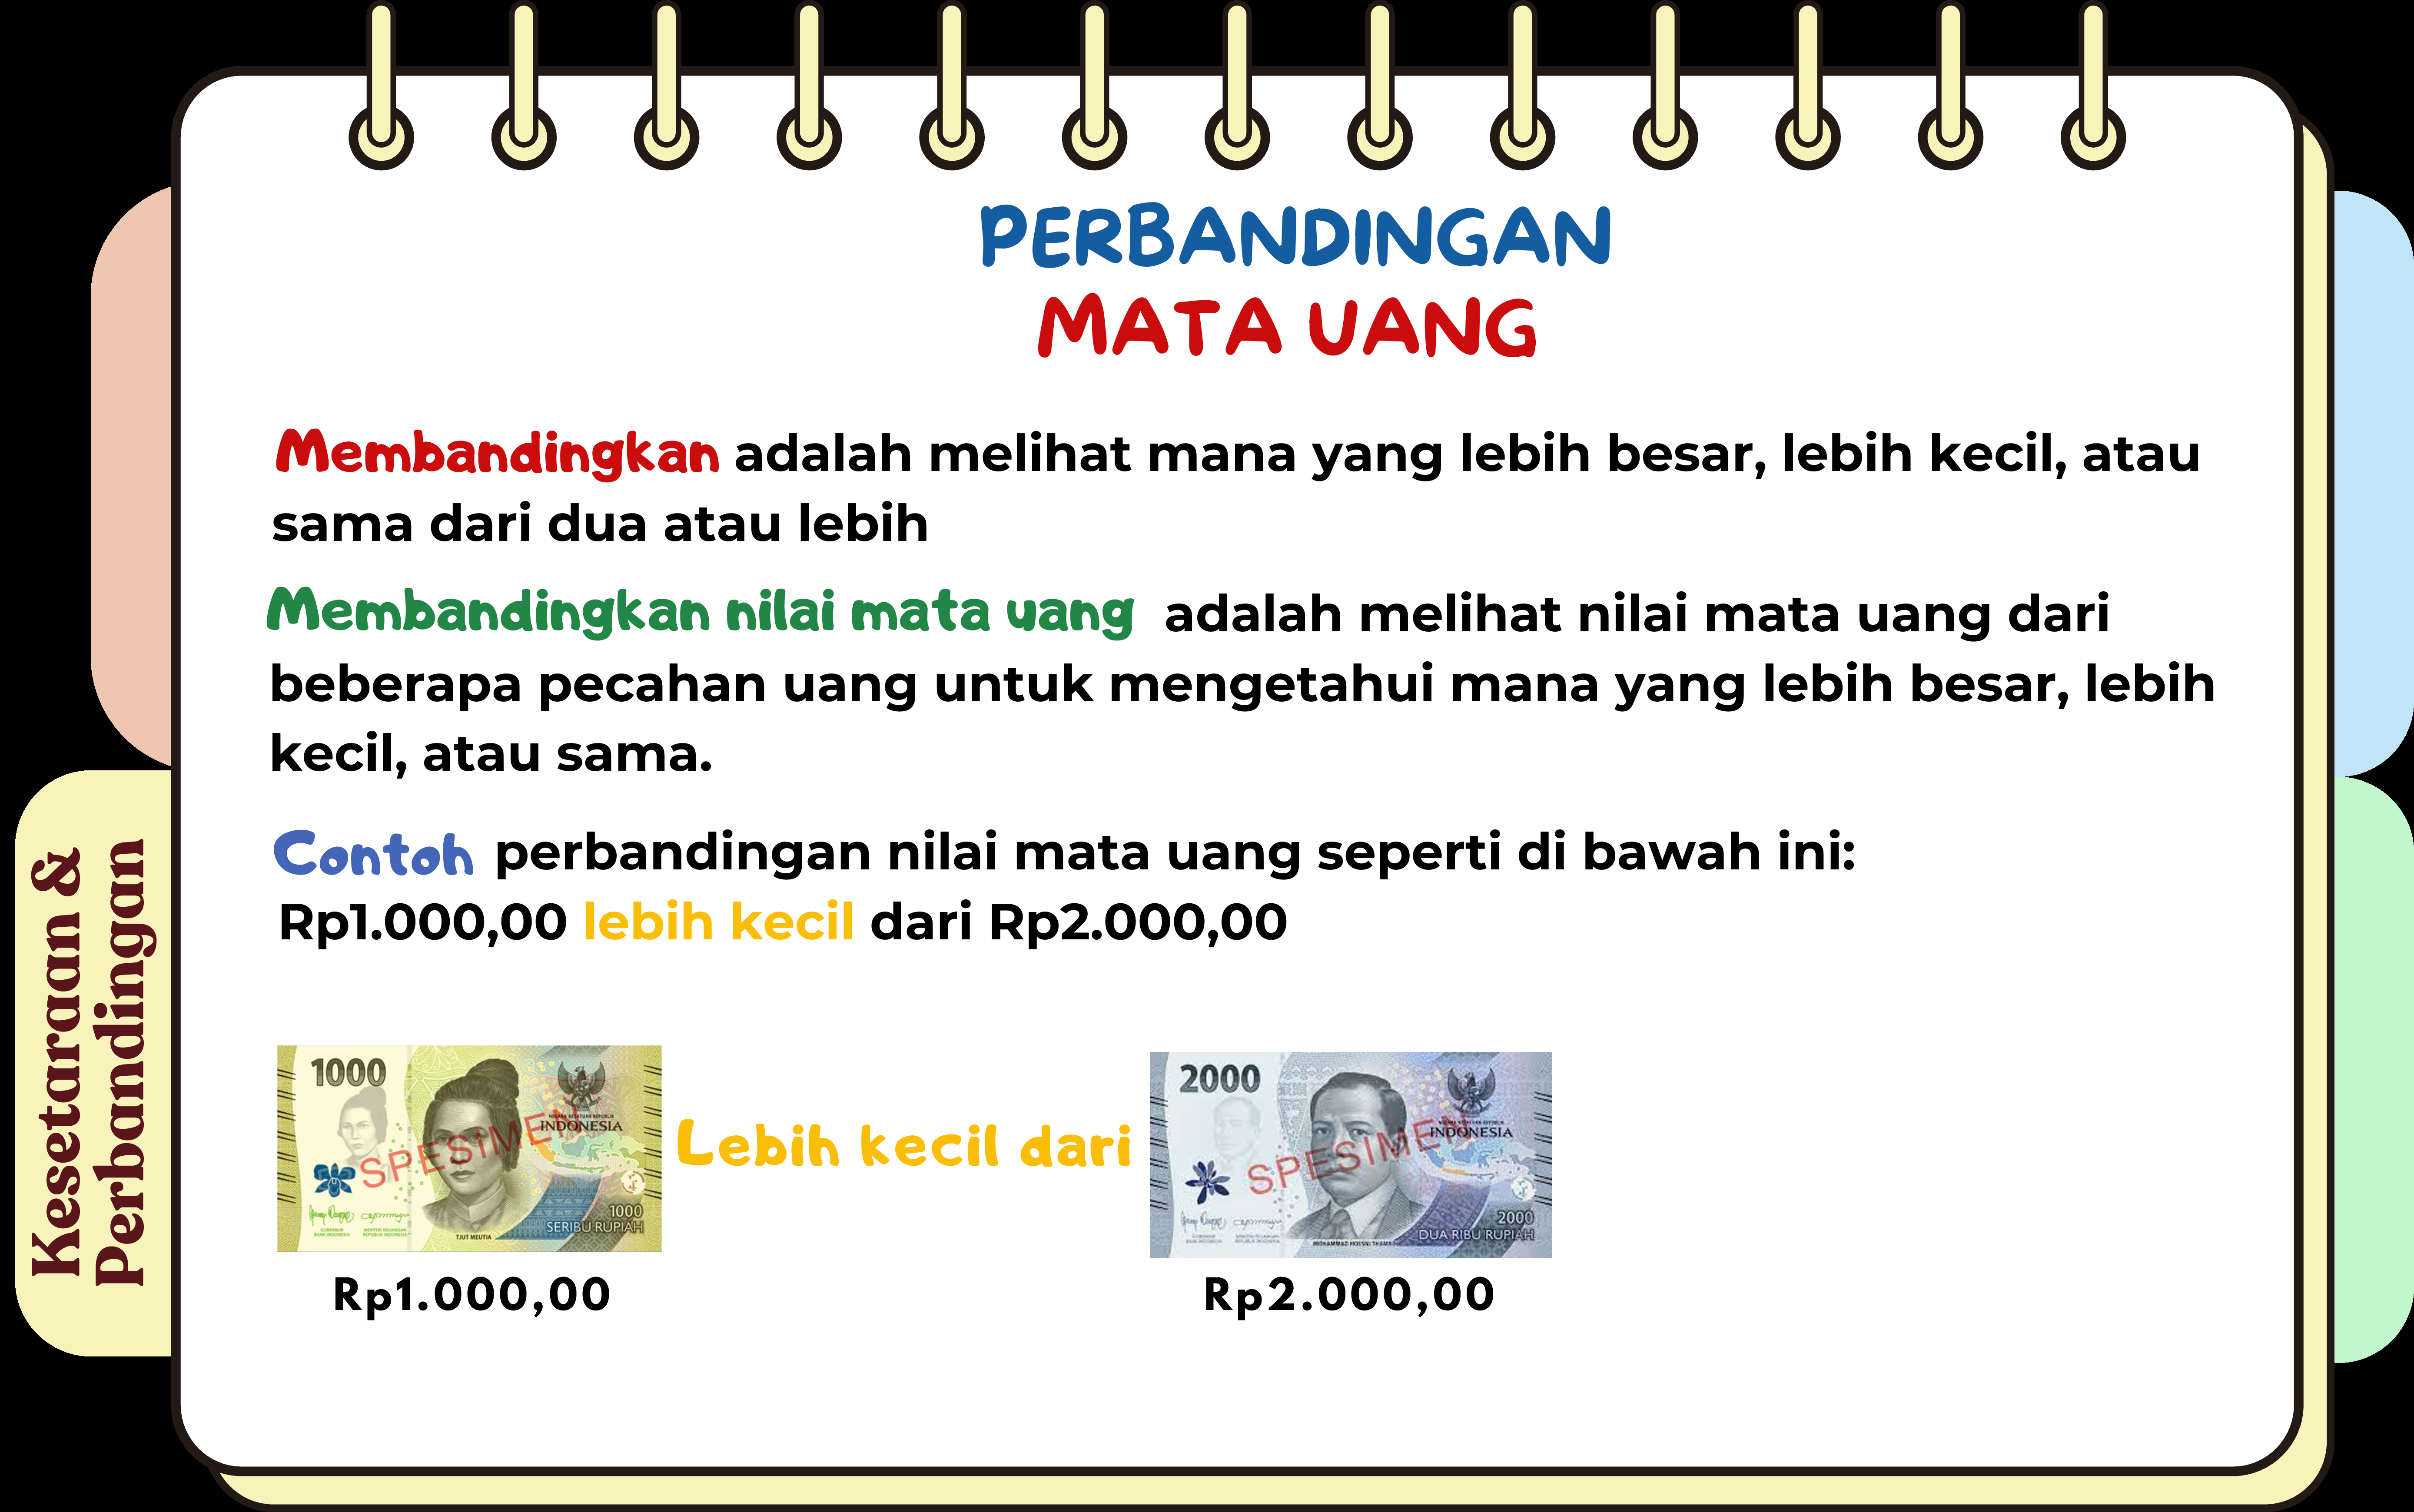 PERBANDINGAN
MATA UANG
Membandingkan adalah melihat mana yang lebih besar, lebih kecil, atau
sama dari dua atau lebih
Membandingkan nilai mata uang adalah melihat nilai mata uang dari
beberapa pecahan uang untuk mengetahui mana yang lebih besar, lebih
kecil, atau sama.
Contoh perbandingan nilai mata uang seperti di bawah ini:
Rp1.000,00 lebih kecil dari Rp2.000,00
Kesetaraan &
Perbandingan
1000
INDONESIA
SPESIMEN
1000
SERIBU RUPIAH
TJUT MEUTIA
Lebih kecil dari
2000
INDONESIA
SPESIMEN
2000
DUA RIBU RUPIAH
Rp1.000,00
Rp2.000,00